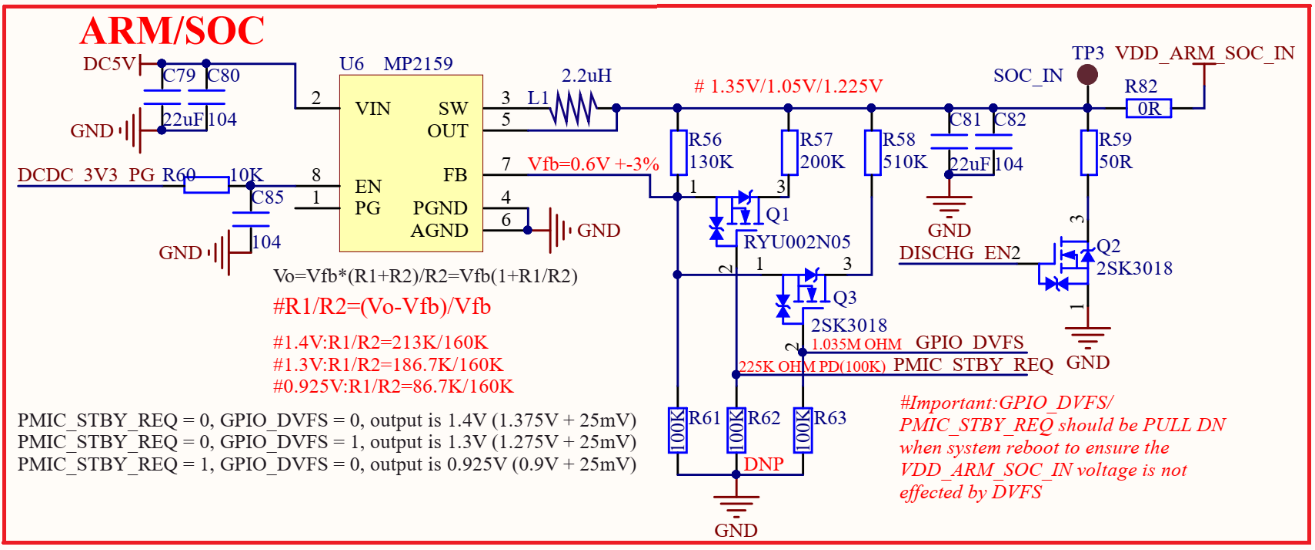 ARM/SOC
DC5V
C79
C80
22uF
104
GND
U6 MP2159
2
VIN
SW
3
OUT
5
FB
7
8
EN
1
PG
PGND
4
AGND
6
GND
L1
2.2uH
# 1.35V/1.05V/1.225V
Vfb=0.6V +-3%
DCDC_3V3_PG
R60
10K
C85
104
GND
R56
130K
R57
200K
R58
510K
C81
C82
22uF
104
GND
SOC_IN
TP3
VDD_ARM_SOC_IN
R82
0R
R59
50R
1
3
Q1
RYU002N05
2
1
3
Q3
2SK3018
2
DISCHG_EN
2
3
Q2
2SK3018
1
GND
1.035M OHM
GPIO_DVFS
225K OHM PD(100K)
PMIC_STBY_REQ
R61
100K
R62
100K
R63
100K
DNP
GND
Vo=Vfb*(R1+R2)/R2=Vfb(1+R1/R2)
#R1/R2=(Vo-Vfb)/Vfb
#1.4V:R1/R2=213K/160K
#1.3V:R1/R2=186.7K/160K
#0.925V:R1/R2=86.7K/160K
PMIC_STBY_REQ = 0, GPIO_DVFS = 0, output is 1.4V (1.375V + 25mV)
PMIC_STBY_REQ = 0, GPIO_DVFS = 1, output is 1.3V (1.275V + 25mV)
PMIC_STBY_REQ = 1, GPIO_DVFS = 0, output is 0.925V (0.9V + 25mV)
#Important:GPIO_DVFS/
PMIC_STBY_REQ should be PULL DN
when system reboot to ensure the
VDD_ARM_SOC_IN voltage is not
effected by DVFS